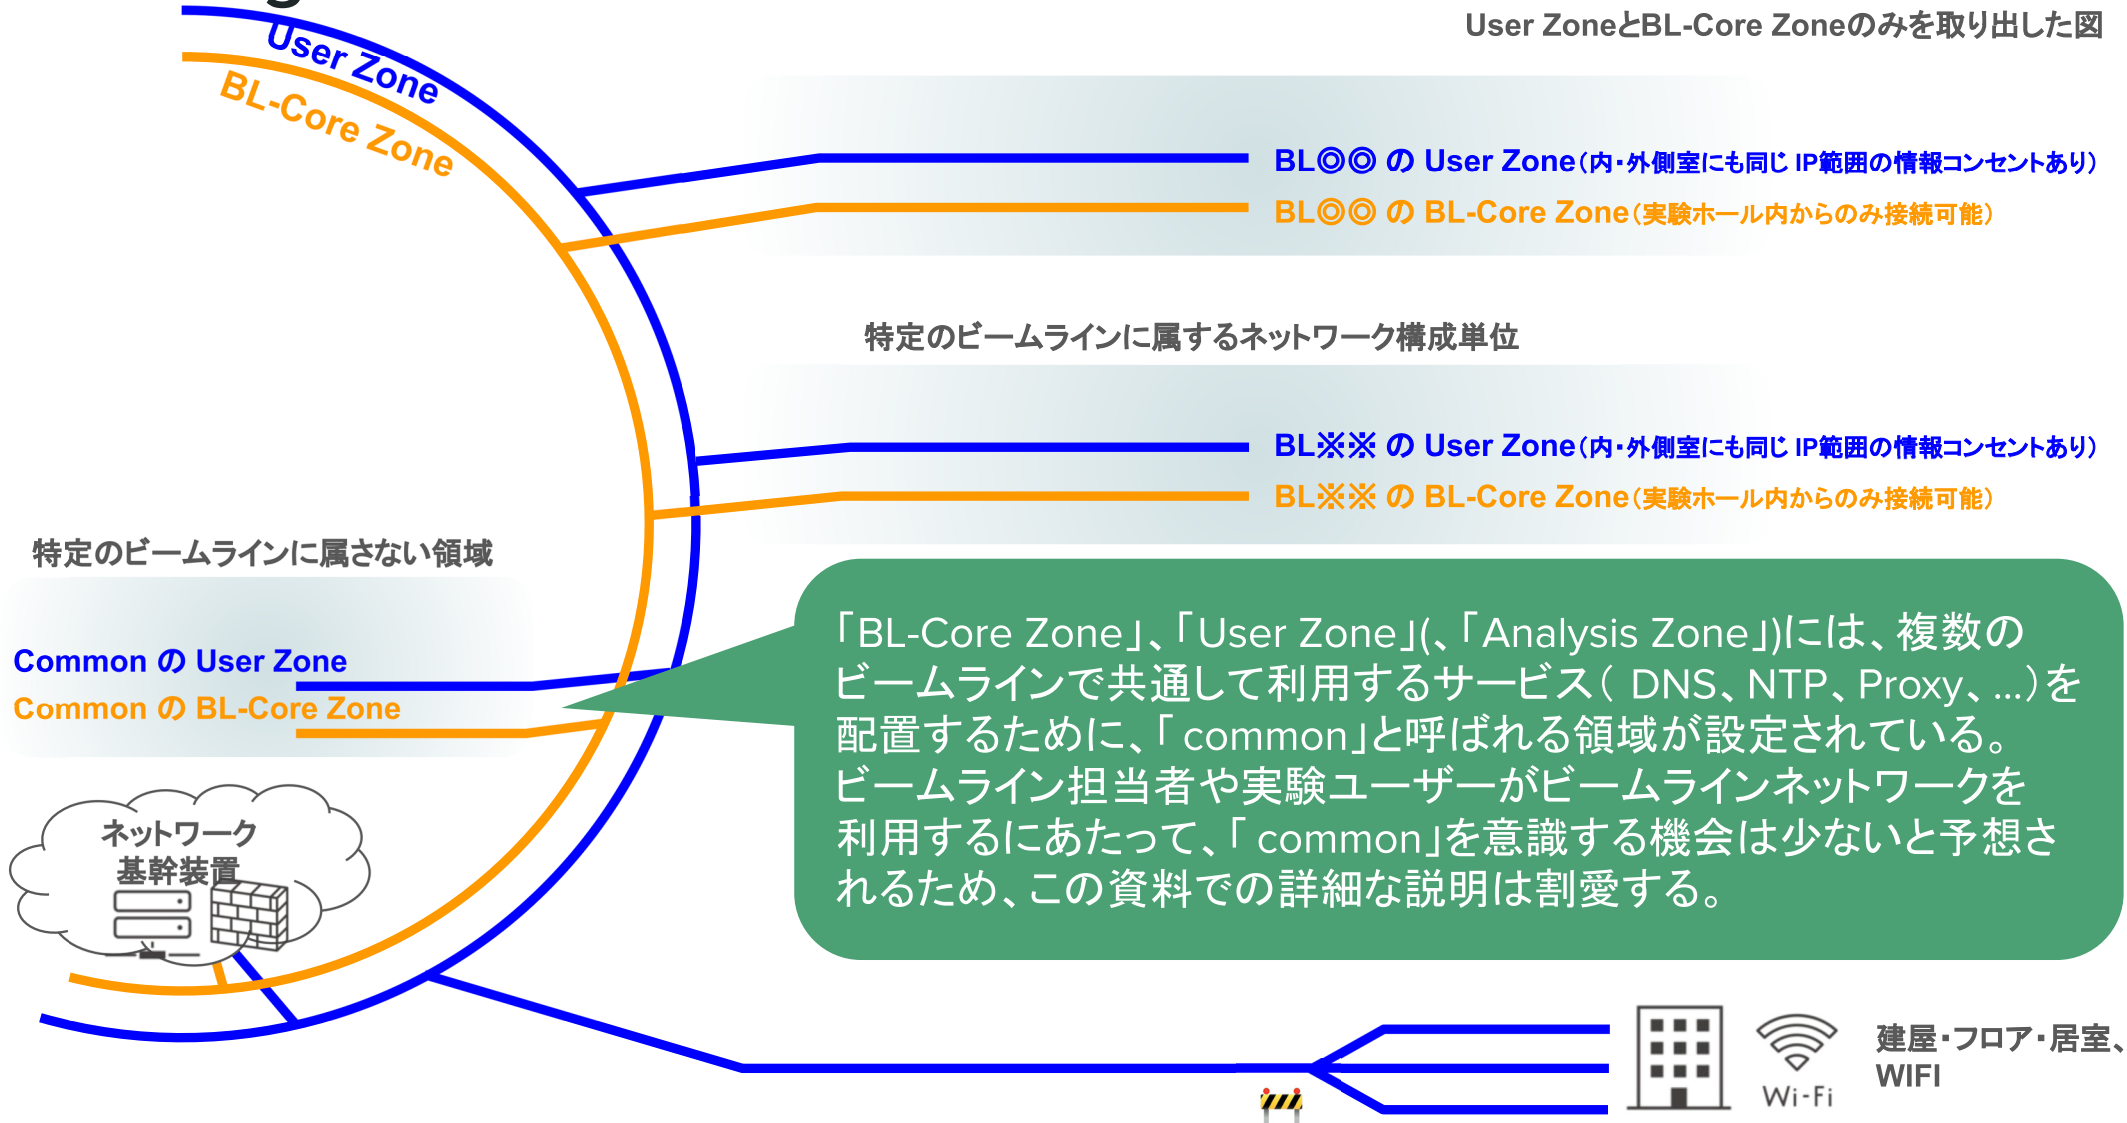 User ZoneとBL-Core Zoneのみを取り出した図
User Zone
BL-Core Zone
BL◎◎ の User Zone（内・外側室にも同じ IP範囲の情報コンセントあり）
BL◎◎ の BL-Core Zone（実験ホール内からのみ接続可能）
特定のビームラインに属するネットワーク構成単位
BL※※ の User Zone（内・外側室にも同じ IP範囲の情報コンセントあり）
BL※※ の BL-Core Zone（実験ホール内からのみ接続可能）
特定のビームラインに属さない領域
Common の User Zone
Common の BL-Core Zone
「BL-Core Zone」、「User Zone」(、「Analysis Zone」)には、複数の
ビームラインで共通して利用するサービス（ DNS、NTP、Proxy、...）を
配置するために、「 common」と呼ばれる領域が設定されている。
ビームライン担当者や実験ユーザーがビームラインネットワークを
利用するにあたって、「 common」を意識する機会は少ないと予想さ
れるため、この資料での詳細な説明は割愛する。
ネットワーク
基幹装置
Wi-Fi
建屋・フロア・居室、
WIFI